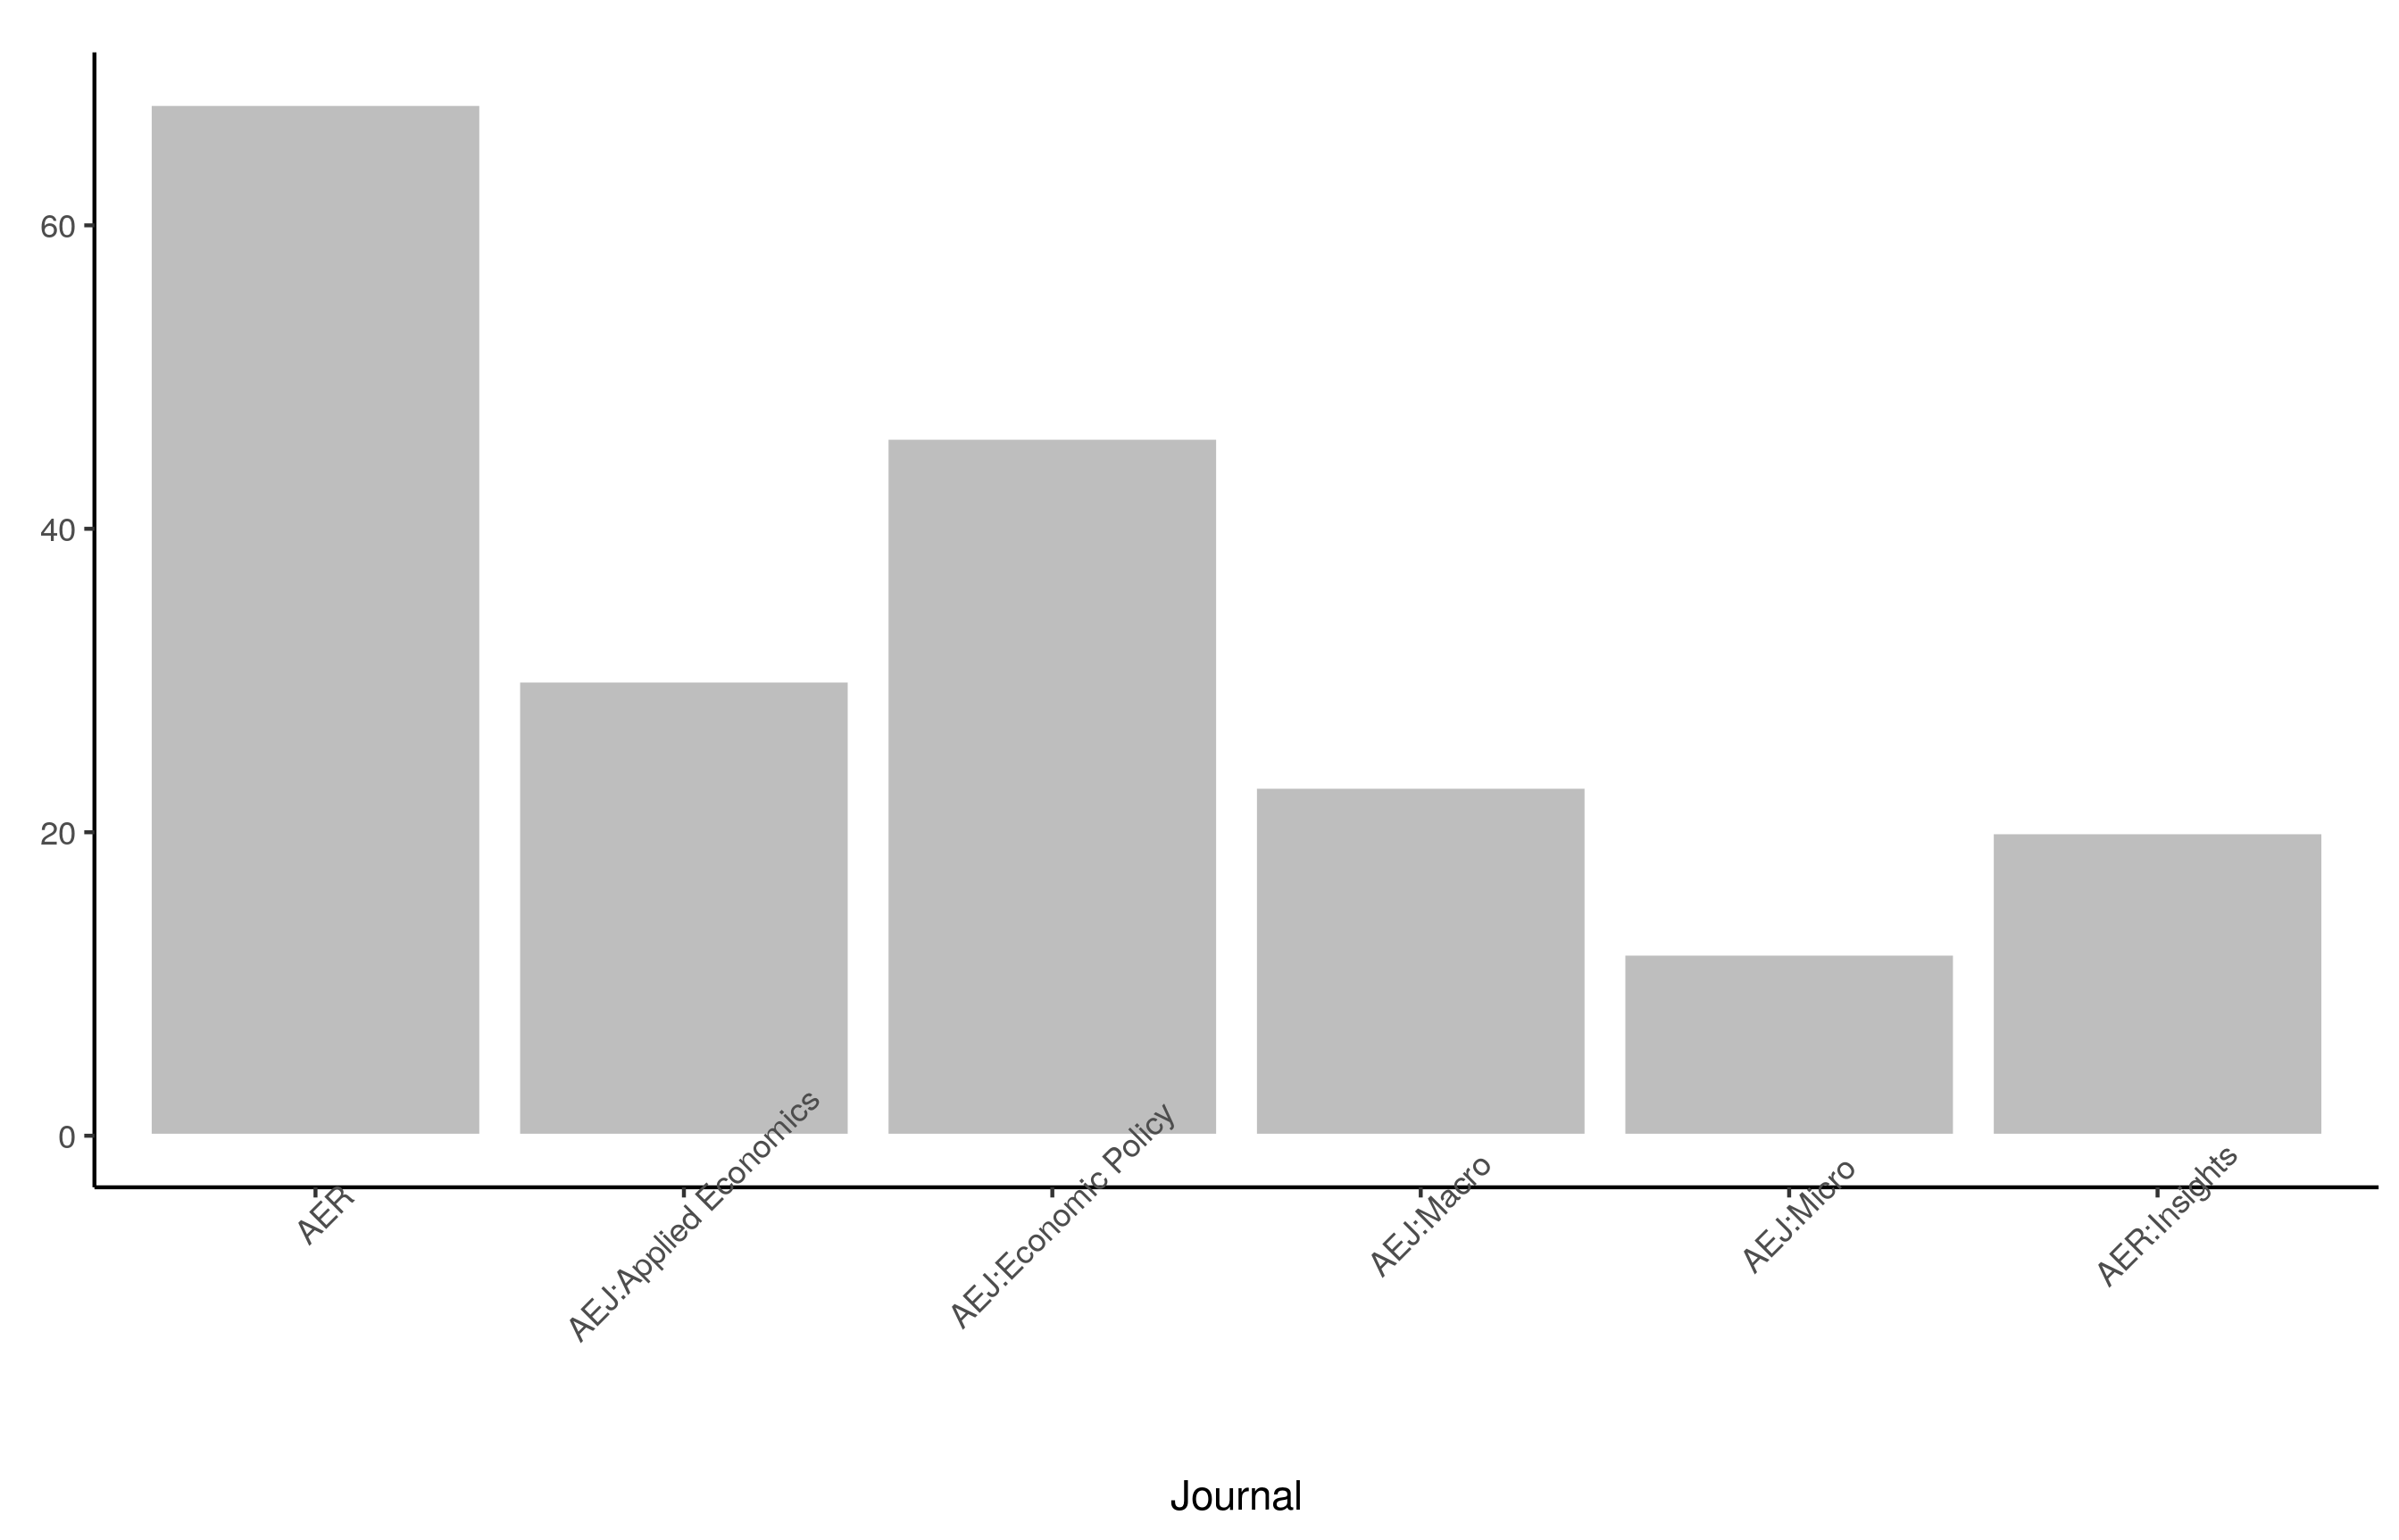 60
40
20
0
AER
AEJ:Applied Economics
AEJ:Economic Policy
AEJ:Macro
AEJ:Micro
AER:Insights
Journal